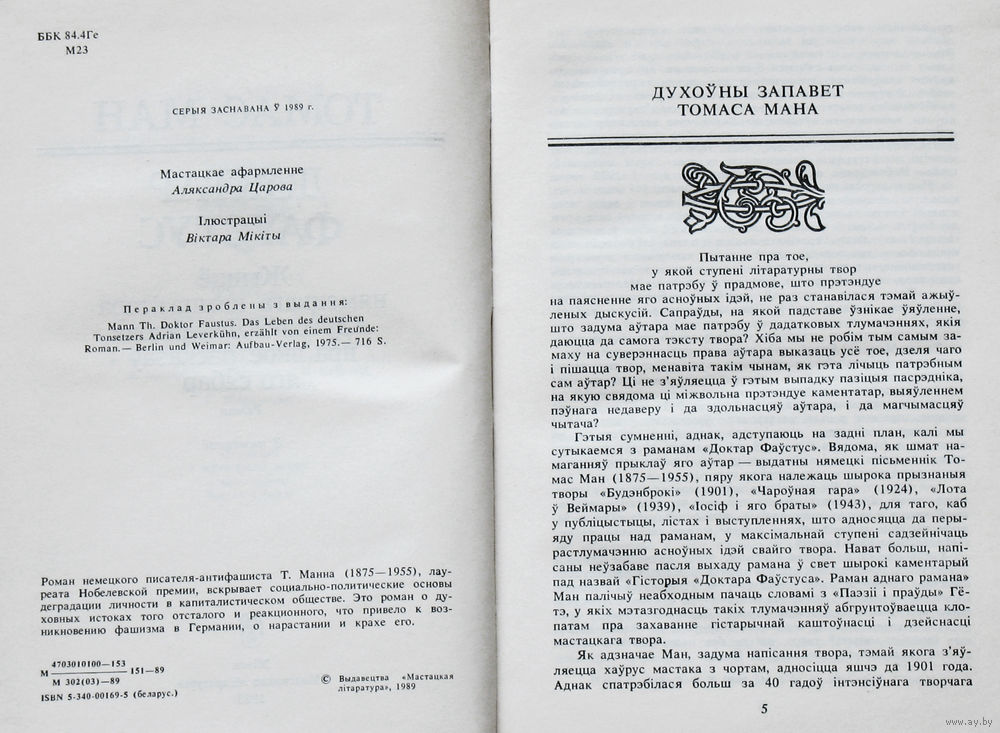 ББК 84.4Ге
М23
СЕРЫЯ ЗАСНАВАНА Ў 1989 г.
Мастацкае афармленне
Аляксандра Царова
Ілюстрацыі
Віктара Мікіты
Пераклад зроблены з выдання:
Mann Th. Doktor Faustus. Das Leben des deutschen
Tonsetzers Adrian Leverkühn, erzählt von einem Freunde:
Roman.— Berlin und Weimar: Aufbau-Verlag, 1975.— 716 S.
Роман немецкого писателя-антифашиста Т. Манна (1875—1955), лау-
реата Нобелевской премии, вскрывает социально-политические основы
деградации личности в капиталистическом обществе. Это роман о ду-
ховных истоках того отсталого и реакционного, что привело к воз-
никновению фашизма в Германии, о нарастании и крахе его.
М 4703010100—153
М 302(03)—89 151—89
ISBN 5-340-00169-5 (беларус.)
© Выдавецтва «Мастацкая
літаратура», 1989
ДУХОЎНЫ ЗАПАВЕТ
ТОМАСА МАНА
Пытанне пра тое,
у якой ступені літаратурны твор
мае патрэбу ў прадмове, што прэтэндуе
на паясненне яго асноўных ідэй, не раз станавілася тэмай ажыў-
леных дыскусій. Сапраўды, на якой падставе ўзнікае ўяўленне,
што задума аўтара мае патрэбу ў дадатковых тлумачэннях, якія
даюцца да самога тэксту твора? Хіба мы не робім тым самым за-
маху на суверэннасць права аўтара выказаць усё тое, дзеля чаго
і пішацца твор, менавіта такім чынам, як гэта лічыць патрэбным
сам аўтар? Ці не з'яўляецца ў гэтым выпадку пазіцыя пасрэдніка,
на якую свядома ці міжвольна прэтэндуе каментатар, выяўленнем
пэўнага недаверу і да здольнасцяў аўтара, і да магчымасцяў
чытача?
Гэтыя сумненні, аднак, адступаюць на задні план, калі мы
сутыкаемся з раманам «Доктар Фаўстус». Вядома, як шмат на-
маганняў прыклаў яго аўтар — выдатны нямецкі пісьменнік То-
мас Ман (1875—1955), пяру якога належаць шырока прызнаныя
творы «Будэнброкі» (1901), «Чароўная гара» (1924), «Лота
ў Веймары» (1939), «Іосіф і яго браты» (1943), для таго, каб
у публіцыстыцы, лістах і выступленнях, што адносяцца да перы-
яду працы над раманам, у максімальнай ступені садзейнічаць
растлумачэнню асноўных ідэй свайго твора. Нават больш, напі-
саны неўзабаве пасля выхаду рамана ў свет шырокі каментарый
пад назвай «Гісторыя «Доктара Фаўстуса». Раман аднаго рамана»
Ман палічыў неабходным пачаць словамі з «Паэзіі і праўды» Гё-
тэ, у якіх мэтазгоднасць такіх тлумачэнняў абгрунтоўваецца кло-
патам пра захаванне гістарычнай каштоўнасці і дзейснасці
мастацкага твора.
Як адзначае Ман, задума напісання твора, тэмай якога з'яў-
ляецца хаўрус мастака з чортам, адносіцца яшчэ да 1901 года.
Аднак спатрэбілася больш за 40 гадоў інтэнсіўнага творчага
5
www.ay.by